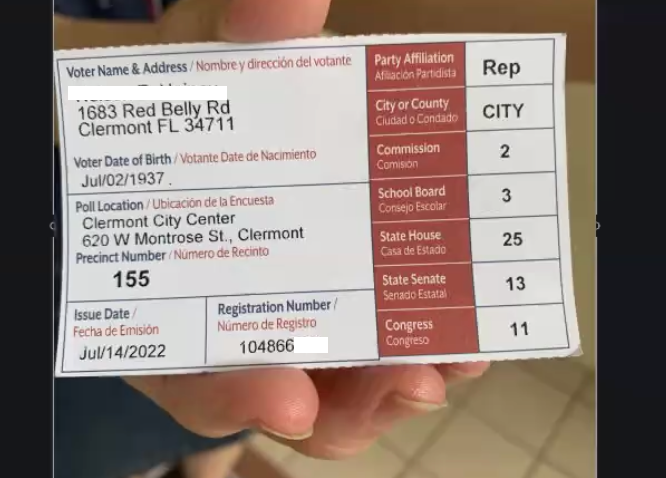 Voter Name & Address / Nombre y dirección del votante
1683 Red Belly Rd
Clermont FL 34711
Voter Date of Birth / Votante Date de Nacimiento
Jul/02/1937 .
Poll Location / Ubicación de la Encuesta
Clermont City Center
620 W Montrose St., Clermont
Precinct Number / Número de Recinto
155
Issue Date /
Fecha de Emisión
Jul/14/2022
Registration Number /
Número de Registro
104866
Party Affiliation
Afiliación Partidista
Rep
City or County
Ciudad o Condado
CITY
Commission
Comisión
2
School Board
Consejo Escolar
3
State House
Casa de Estado
25
State Senate
Senado Estatal
13
Congress
Congreso
11